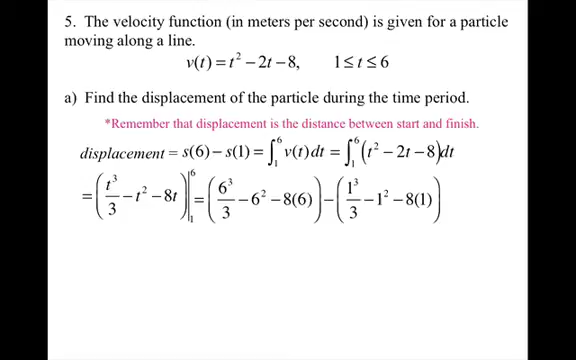 5. The velocity function (in meters per second) is given for a particle
moving along a line.
v(t) = t² − 2t − 8,   1 ≤ t ≤ 6
a) Find the displacement of the particle during the time period.
*Remember that displacement is the distance between start and finish.
displacement = s(6) − s(1) = ∫₁⁶ v(t) dt = ∫₁⁶ (t² − 2t − 8)dt
= (t³/3 − t² − 8t)|₁⁶ = (6³/3 − 6² − 8(6)) − (1³/3 − 1² − 8(1))